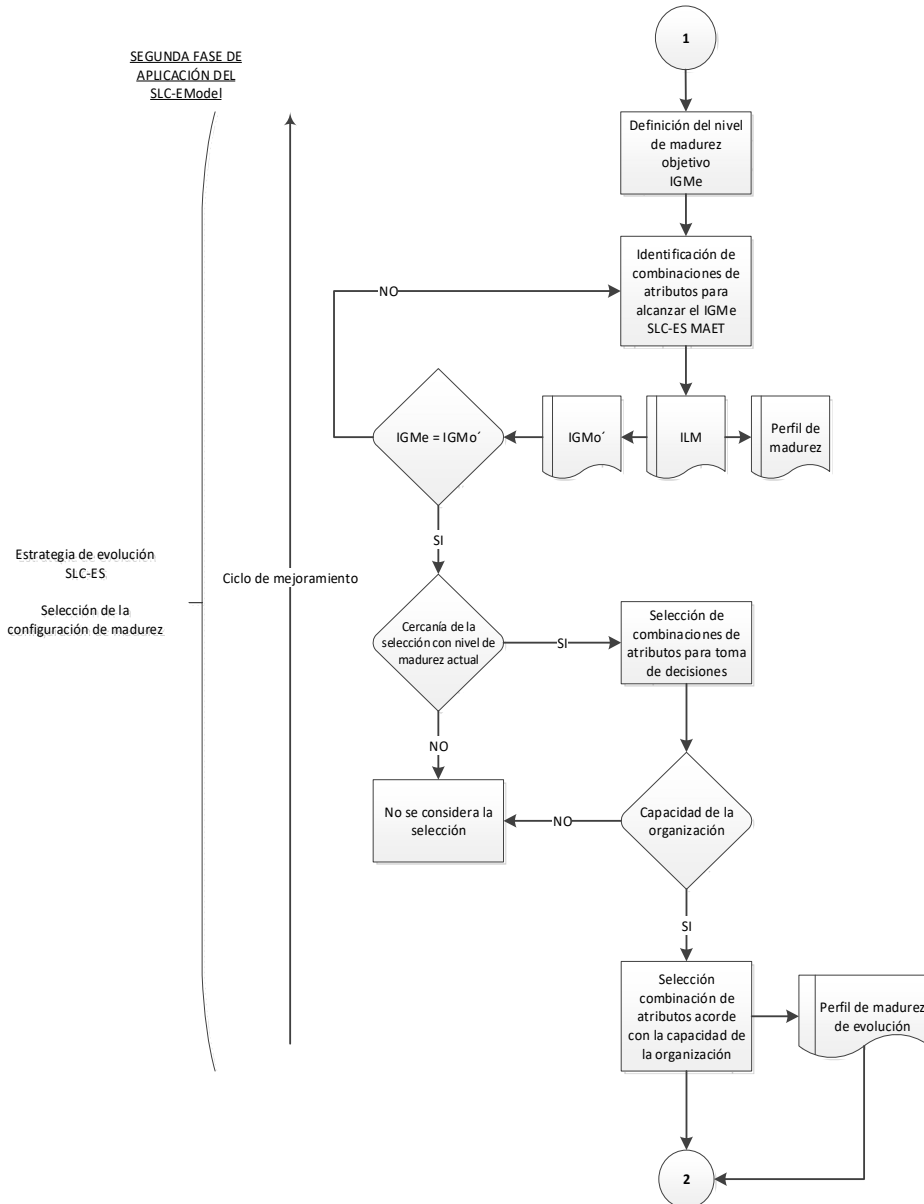 1
SEGUNDA FASE DE
APLICACIÓN DEL
SLC-EModel
Definición del nivel
de madurez
objetivo
IGMe
Identificación de
combinaciones de
atributos para
alcanzar el IGMe
SLC-ES MAET
NO
IGMe = IGMo´
IGMo´
ILM
Perfil de
madurez
SI
Estrategia de evolución
SLC-ES
Selección de la
configuración de madurez
Ciclo de mejoramiento
Cercanía de la
selección con nivel de
madurez actual
SI
Selección de
combinaciones de
atributos para toma
de decisiones
NO
No se considera la
selección
NO
Capacidad de la
organización
SI
Selección
combinación de
atributos acorde
con la capacidad de
la organización
Perfil de madurez
de evolución
2